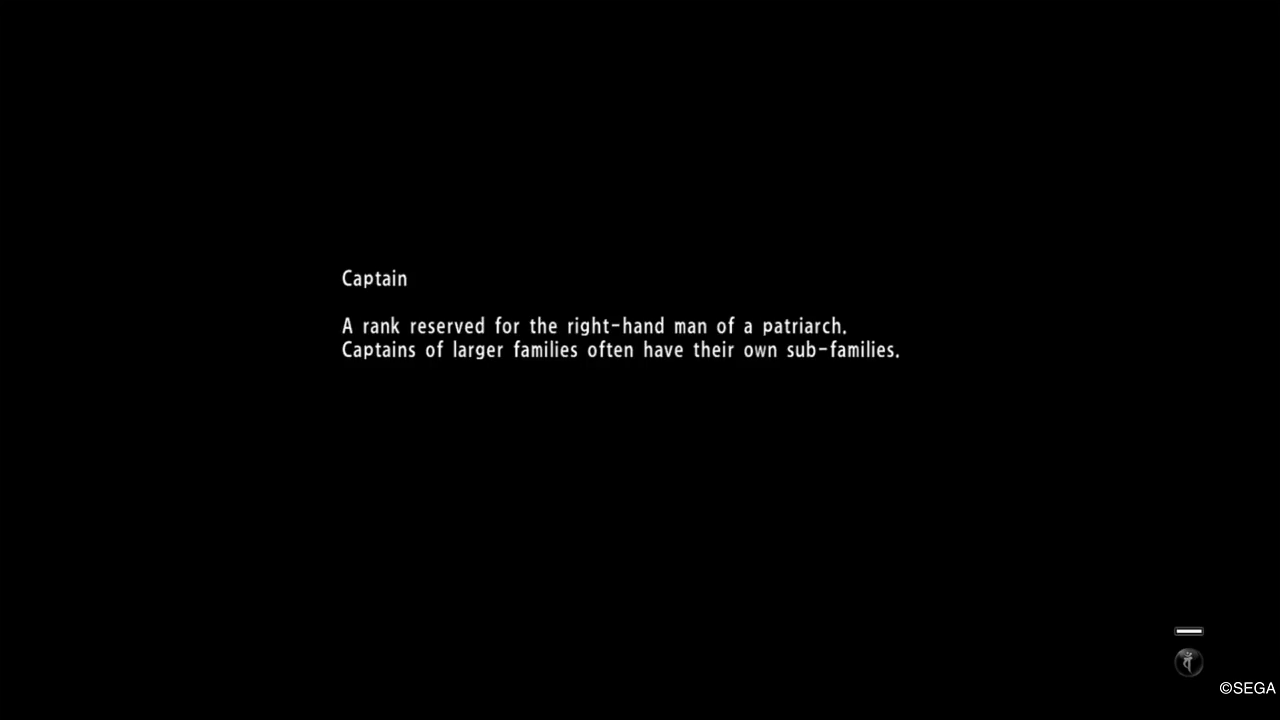 Captain
A rank reserved for the right-hand man of a patriarch.
Captains of larger families often have their own sub-families.
©SEGA